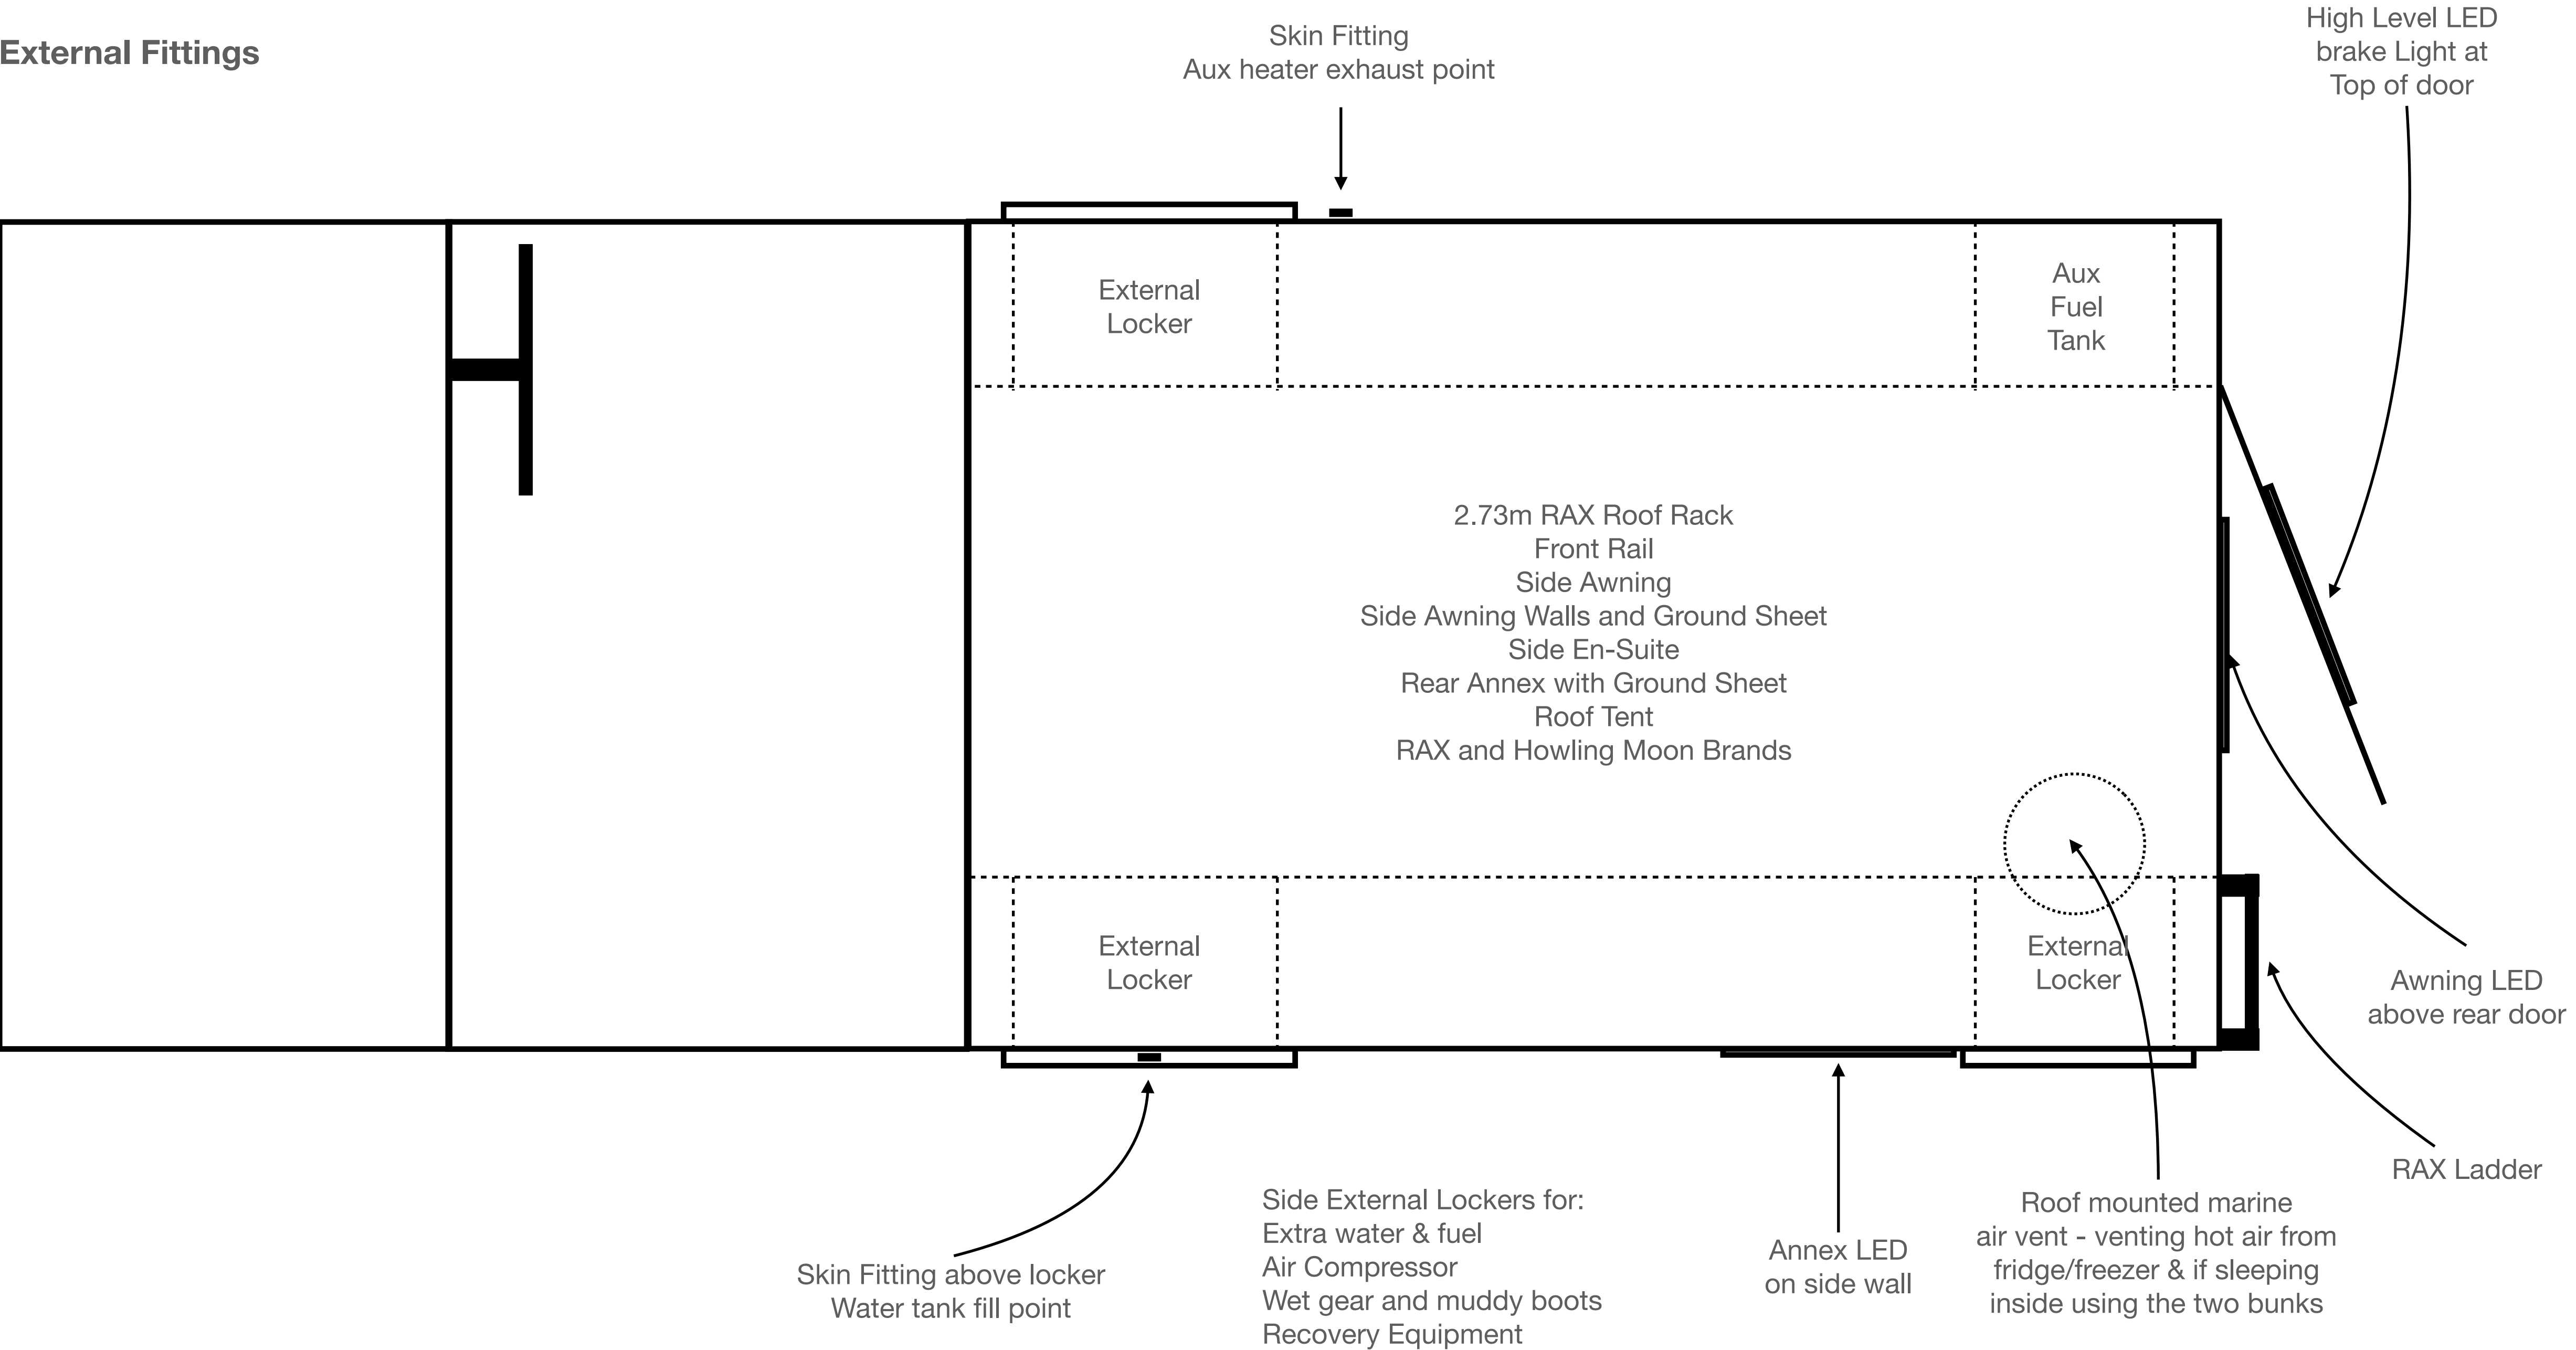 External Fittings
Skin Fitting
Aux heater exhaust point
High Level LED
brake Light at
Top of door
External
Locker
Aux
Fuel
Tank
2.73m RAX Roof Rack
Front Rail
Side Awning
Side Awning Walls and Ground Sheet
Side En-Suite
Rear Annex with Ground Sheet
Roof Tent
RAX and Howling Moon Brands
External
Locker
External
Locker
Awning LED
above rear door
RAX Ladder
Skin Fitting above locker
Water tank fill point
Side External Lockers for:
Extra water & fuel
Air Compressor
Wet gear and muddy boots
Recovery Equipment
Annex LED
on side wall
Roof mounted marine
air vent - venting hot air from
fridge/freezer & if sleeping
inside using the two bunks